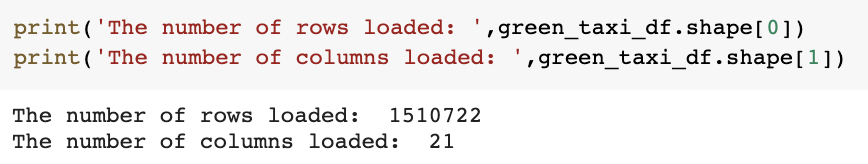 print('The number of rows loaded: ',green_taxi_df.shape[0])
print('The number of columns loaded: ',green_taxi_df.shape[1])
The number of rows loaded:  1510722
The number of columns loaded:  21